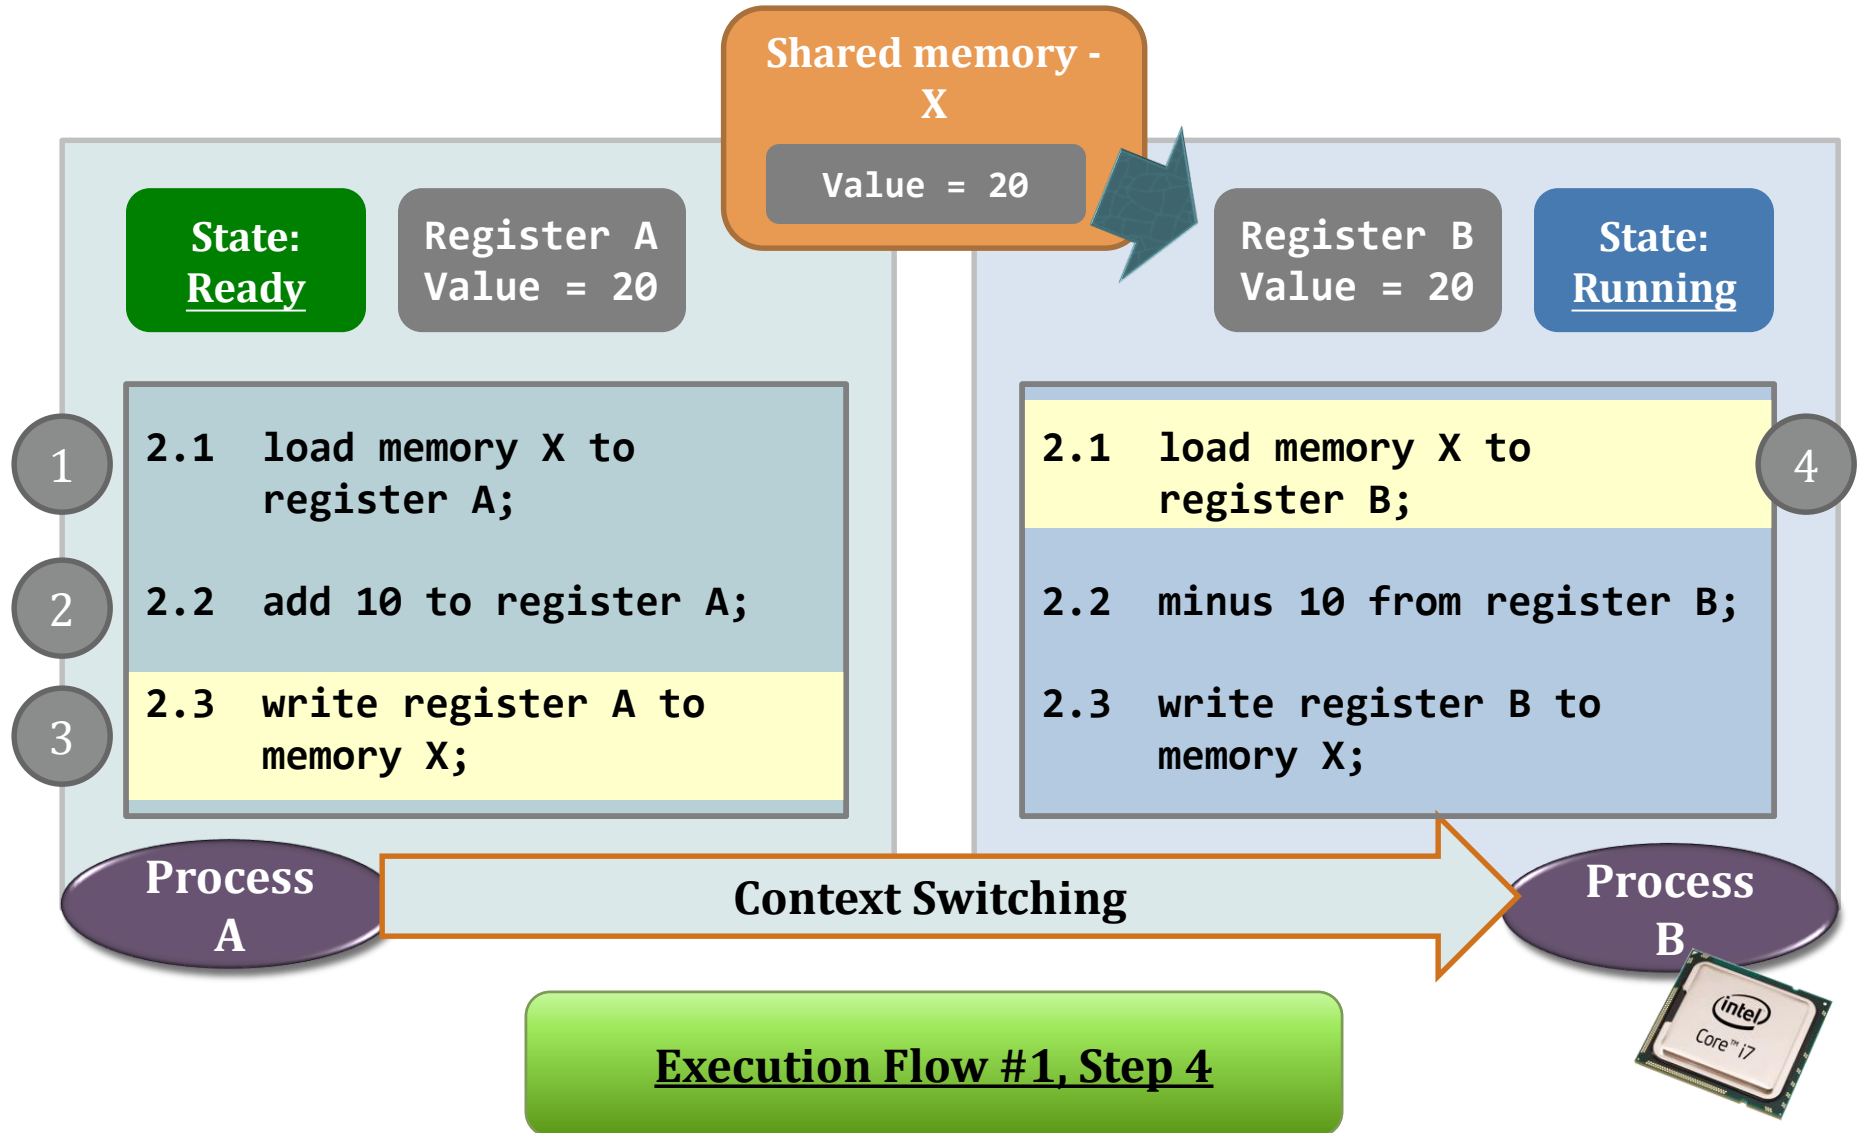 Shared memory -
X
Value = 20
State:
Ready
Register A
Value = 20
Register B
Value = 20
State:
Running
1
2.1 load memory X to
register A;
2
2.2 add 10 to register A;
3
2.3 write register A to
memory X;
2.1 load memory X to
register B;
4
2.2 minus 10 from register B;
2.3 write register B to
memory X;
Process
A
Context Switching
Process
B
intel
Core™ i7
Execution Flow #1, Step 4